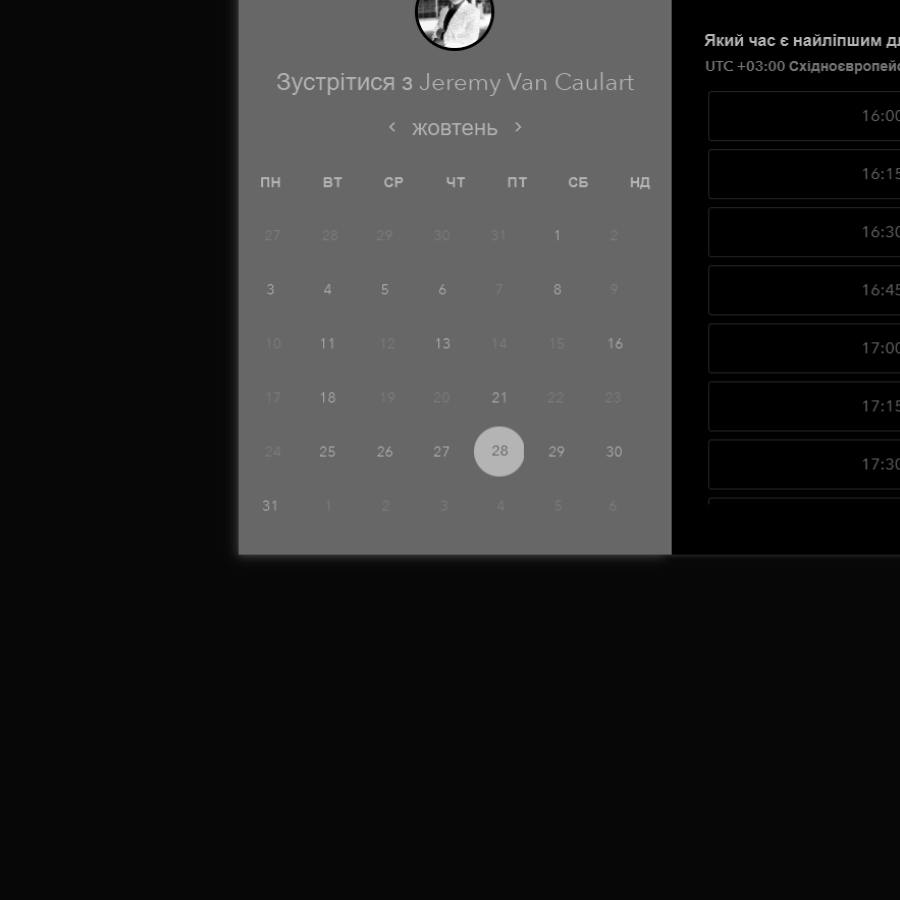 Зустрітися з Jeremy Van Caulart
жовтень
ПН ВТ СР ЧТ ПТ СБ НД
27 28 29 30 31 1 2
3 4 5 6 7 8 9
10 11 12 13 14 15 16
17 18 19 20 21 22 23
24 25 26 27 28 29 30
31 1 2 3 4 5 6
Який час є найліпшим
UTC +03:00
16:00
16:15
16:30
16:45
17:00
17:15
17:30